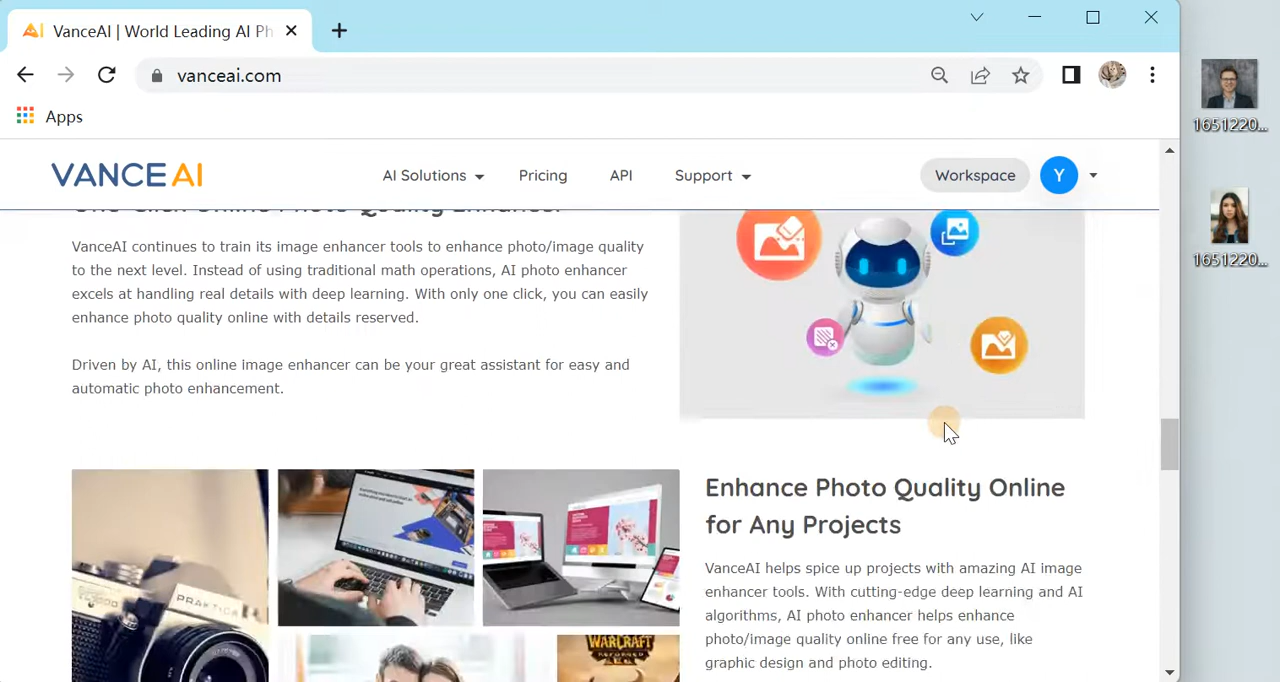 VanceAI | World Leading AI Ph
vanceai.com
Apps
VANCE AI
AI Solutions
Pricing
API
Support
Workspace
Y
1651220...
1651220...
One-Click Online Photo Quality Enhancer
VanceAI continues to train its image enhancer tools to enhance photo/image quality
to the next level. Instead of using traditional math operations, AI photo enhancer
excels at handling real details with deep learning. With only one click, you can easily
enhance photo quality online with details reserved.
Driven by AI, this online image enhancer can be your great assistant for easy and
automatic photo enhancement.
PRAKTICA
WARCRAFT
Enhance Photo Quality Online
for Any Projects
VanceAI helps spice up projects with amazing AI image
enhancer tools. With cutting-edge deep learning and AI
algorithms, AI photo enhancer helps enhance
photo/image quality online free for any use, like
graphic design and photo editing.